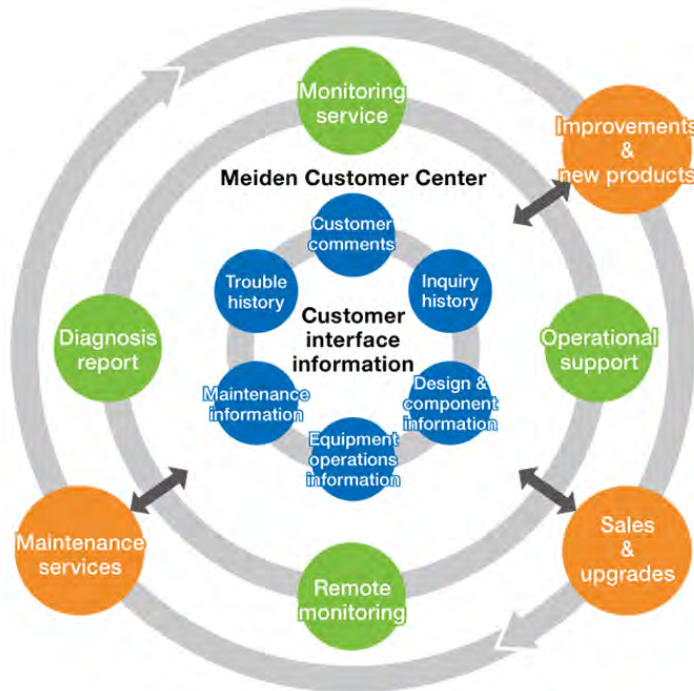 Monitoring
service
Improvements
&
new products
Meiden Customer Center
Customer
comments
Trouble
history
Inquiry
history
Customer
interface
information
Diagnosis
report
Operational
support
Maintenance
information
Design &
component
information
Equipment
operations
information
Maintenance
services
Sales
&
upgrades
Remote
monitoring